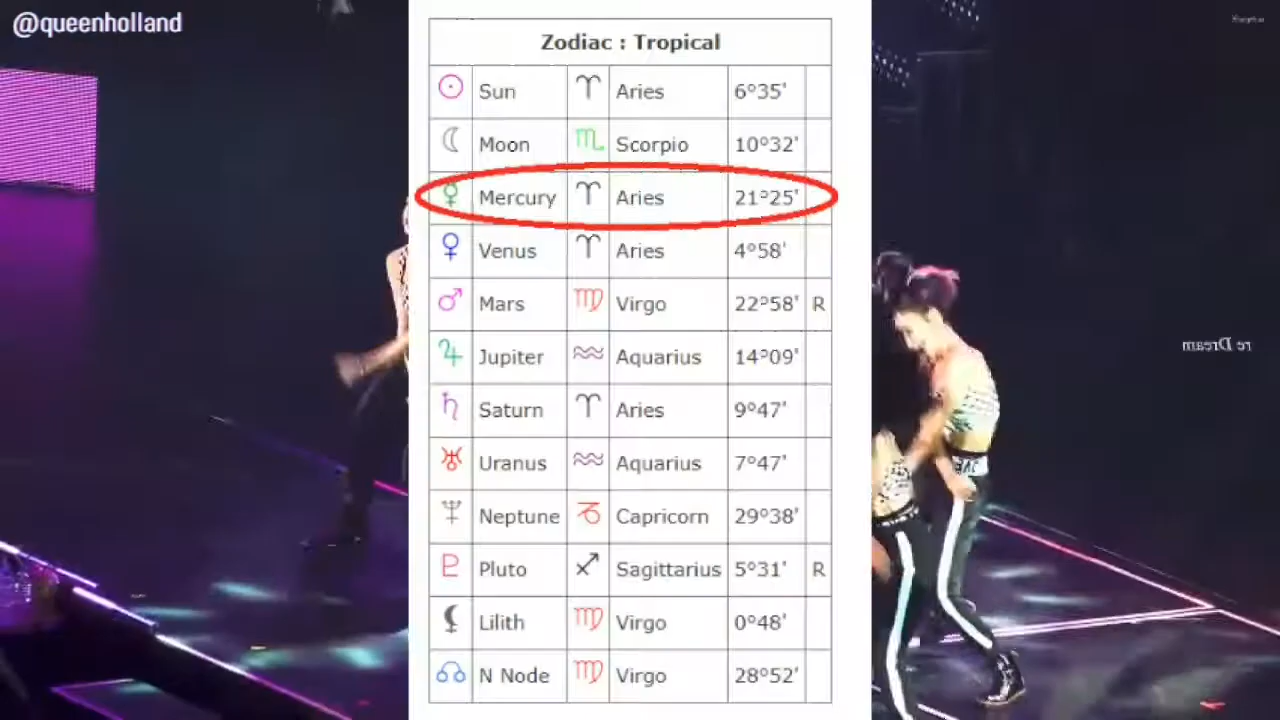 @queenholland
Zodiac : Tropical
☉ Sun ♈ Aries 6°35'
☾ Moon ♏ Scorpio 10°32'
☿ Mercury ♈ Aries 21°25'
♀ Venus ♈ Aries 4°58'
♂ Mars ♍ Virgo 22°58' R
♃ Jupiter ♒ Aquarius 14°09'
♄ Saturn ♈ Aries 9°47'
♅ Uranus ♒ Aquarius 7°47'
♆ Neptune ♑ Capricorn 29°38'
♇ Pluto ♐ Sagittarius 5°31' R
⚸ Lilith ♍ Virgo 0°48'
☊ N Node ♍ Virgo 28°52'
re Dream